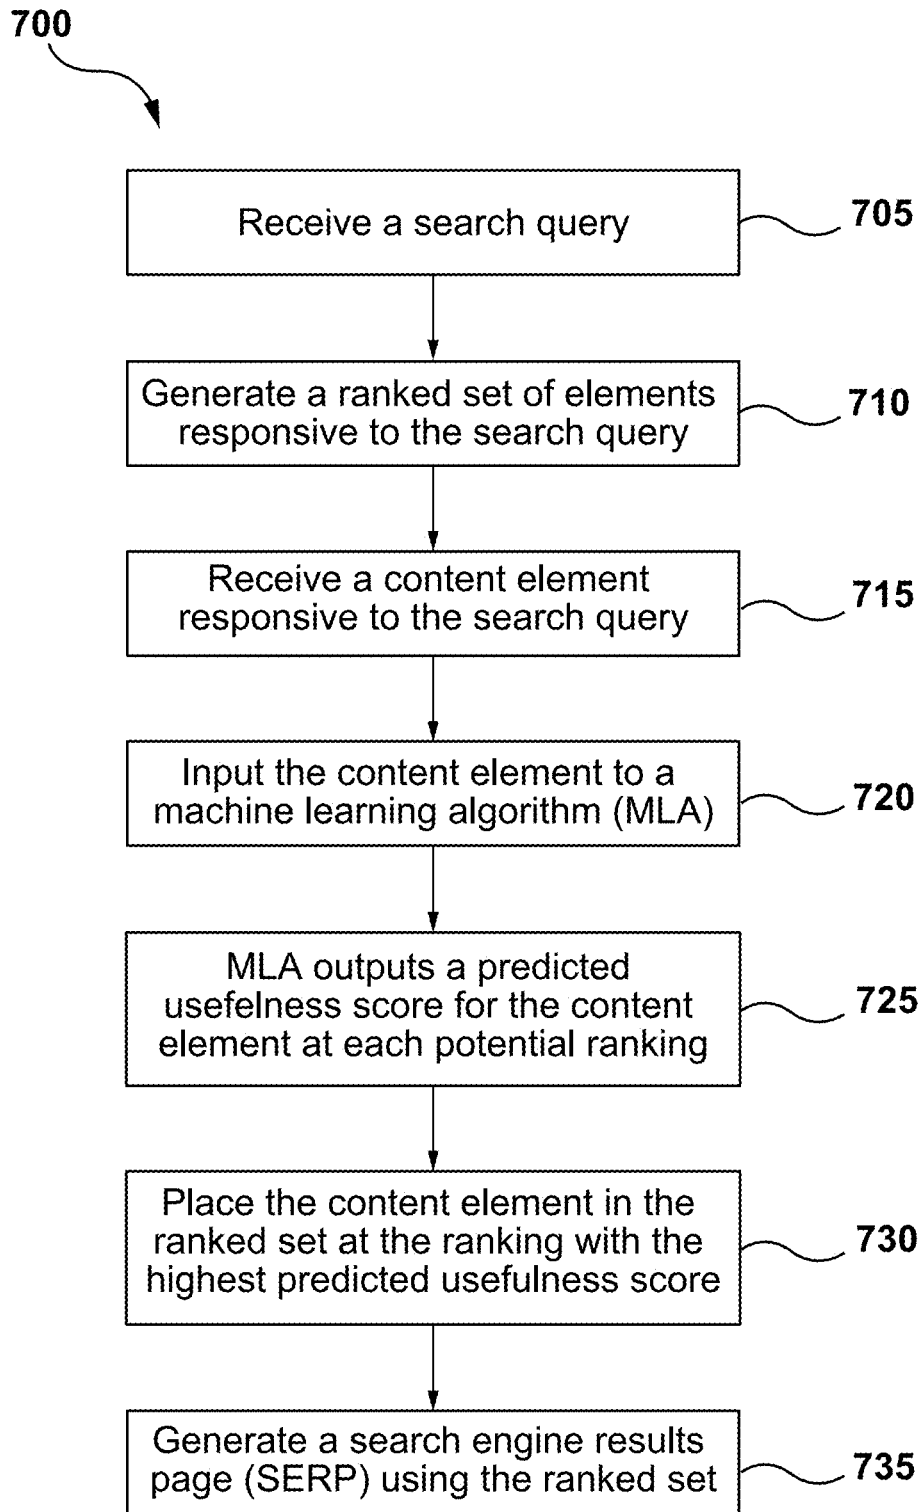 700
Receive a search query
705
Generate a ranked set of elements
responsive to the search query
710
Receive a content element
responsive to the search query
715
Input the content element to a
machine learning algorithm (MLA)
720
MLA outputs a predicted
usefelness score for the content
element at each potential ranking
725
Place the content element in the
ranked set at the ranking with the
highest predicted usefulness score
730
Generate a search engine results
page (SERP) using the ranked set
735